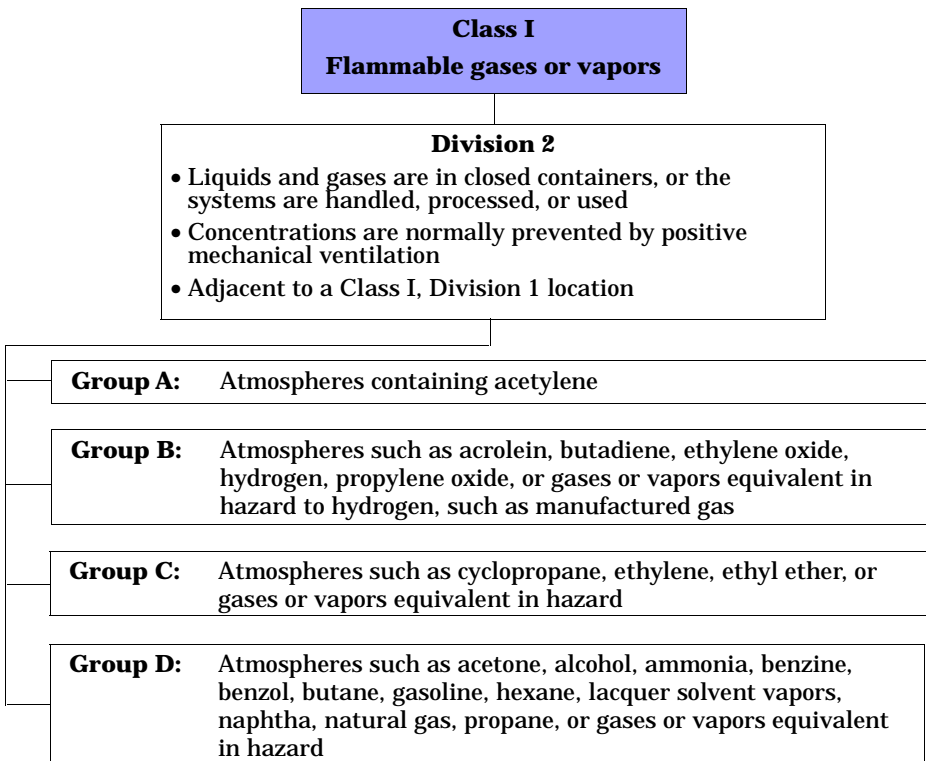 Class I
Flammable gases or vapors
Division 2
• Liquids and gases are in closed containers, or the
systems are handled, processed, or used
• Concentrations are normally prevented by positive
mechanical ventilation
• Adjacent to a Class I, Division 1 location
Group A: Atmospheres containing acetylene
Group B: Atmospheres such as acrolein, butadiene, ethylene oxide,
hydrogen, propylene oxide, or gases or vapors equivalent in
hazard to hydrogen, such as manufactured gas
Group C: Atmospheres such as cyclopropane, ethylene, ethyl ether, or
gases or vapors equivalent in hazard
Group D: Atmospheres such as acetone, alcohol, ammonia, benzine,
benzol, butane, gasoline, hexane, lacquer solvent vapors,
naphtha, natural gas, propane, or gases or vapors equivalent
in hazard